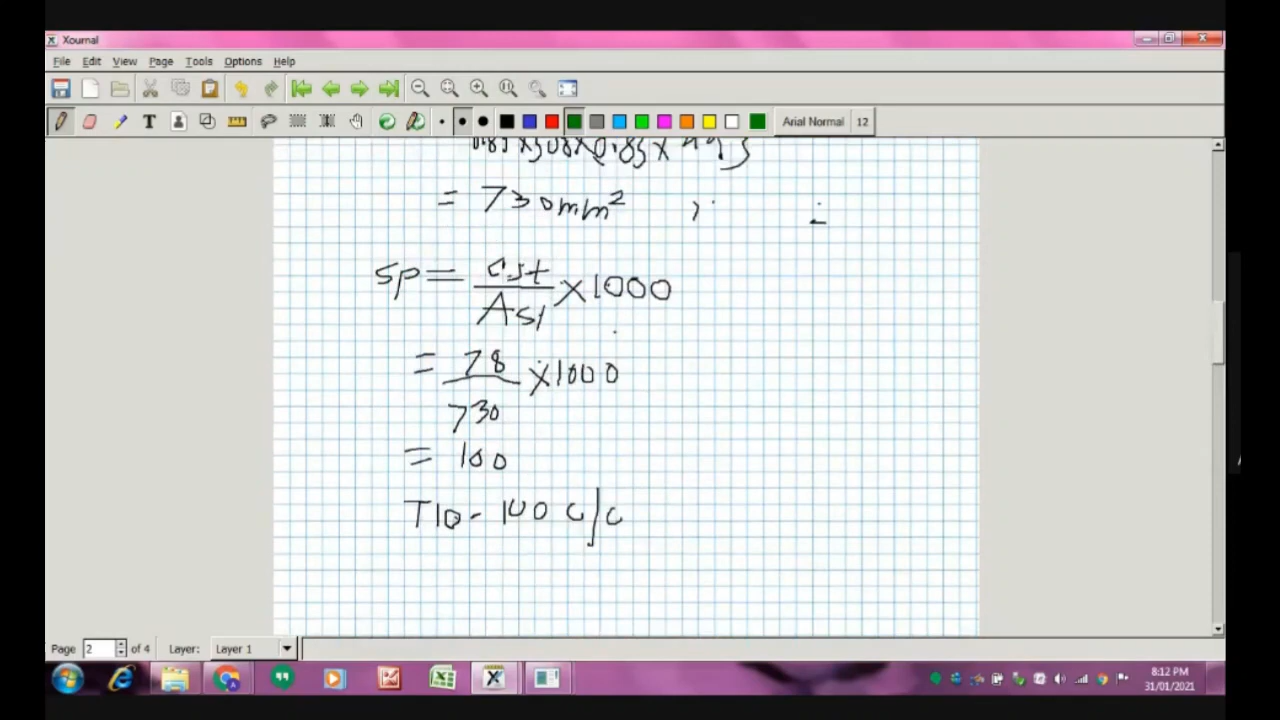 Xournal
File Edit View Page Tools Options Help
Arial Normal 12
= 730mm²
SP = ast/Ast × 1000
= 78/730 × 1000
= 100
T10 - 100 c/c
Page 2 of 4 Layer: Layer 1
8:12 PM
31/01/2021